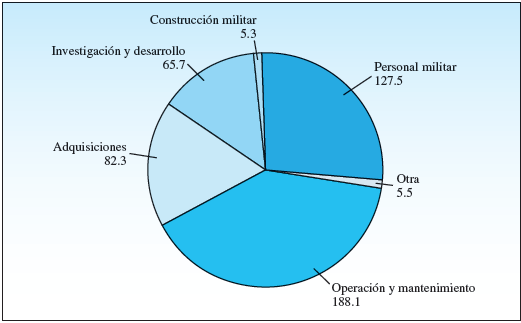 Construcción militar
5.3
Investigación y desarrollo
65.7
Personal militar
127.5
Adquisiciones
82.3
Otra
5.5
Operación y mantenimiento
188.1